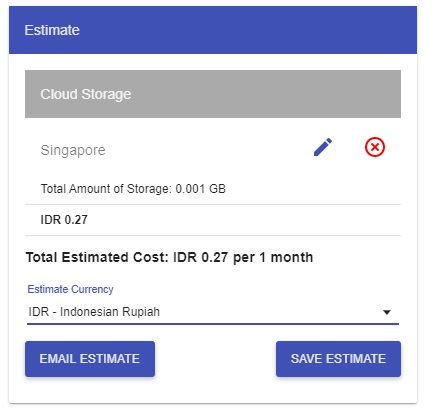 Estimate
Cloud Storage
Singapore
Total Amount of Storage: 0.001 GB
IDR 0.27
Total Estimated Cost: IDR 0.27 per 1 month
Estimate Currency
IDR - Indonesian Rupiah
EMAIL ESTIMATE
SAVE ESTIMATE